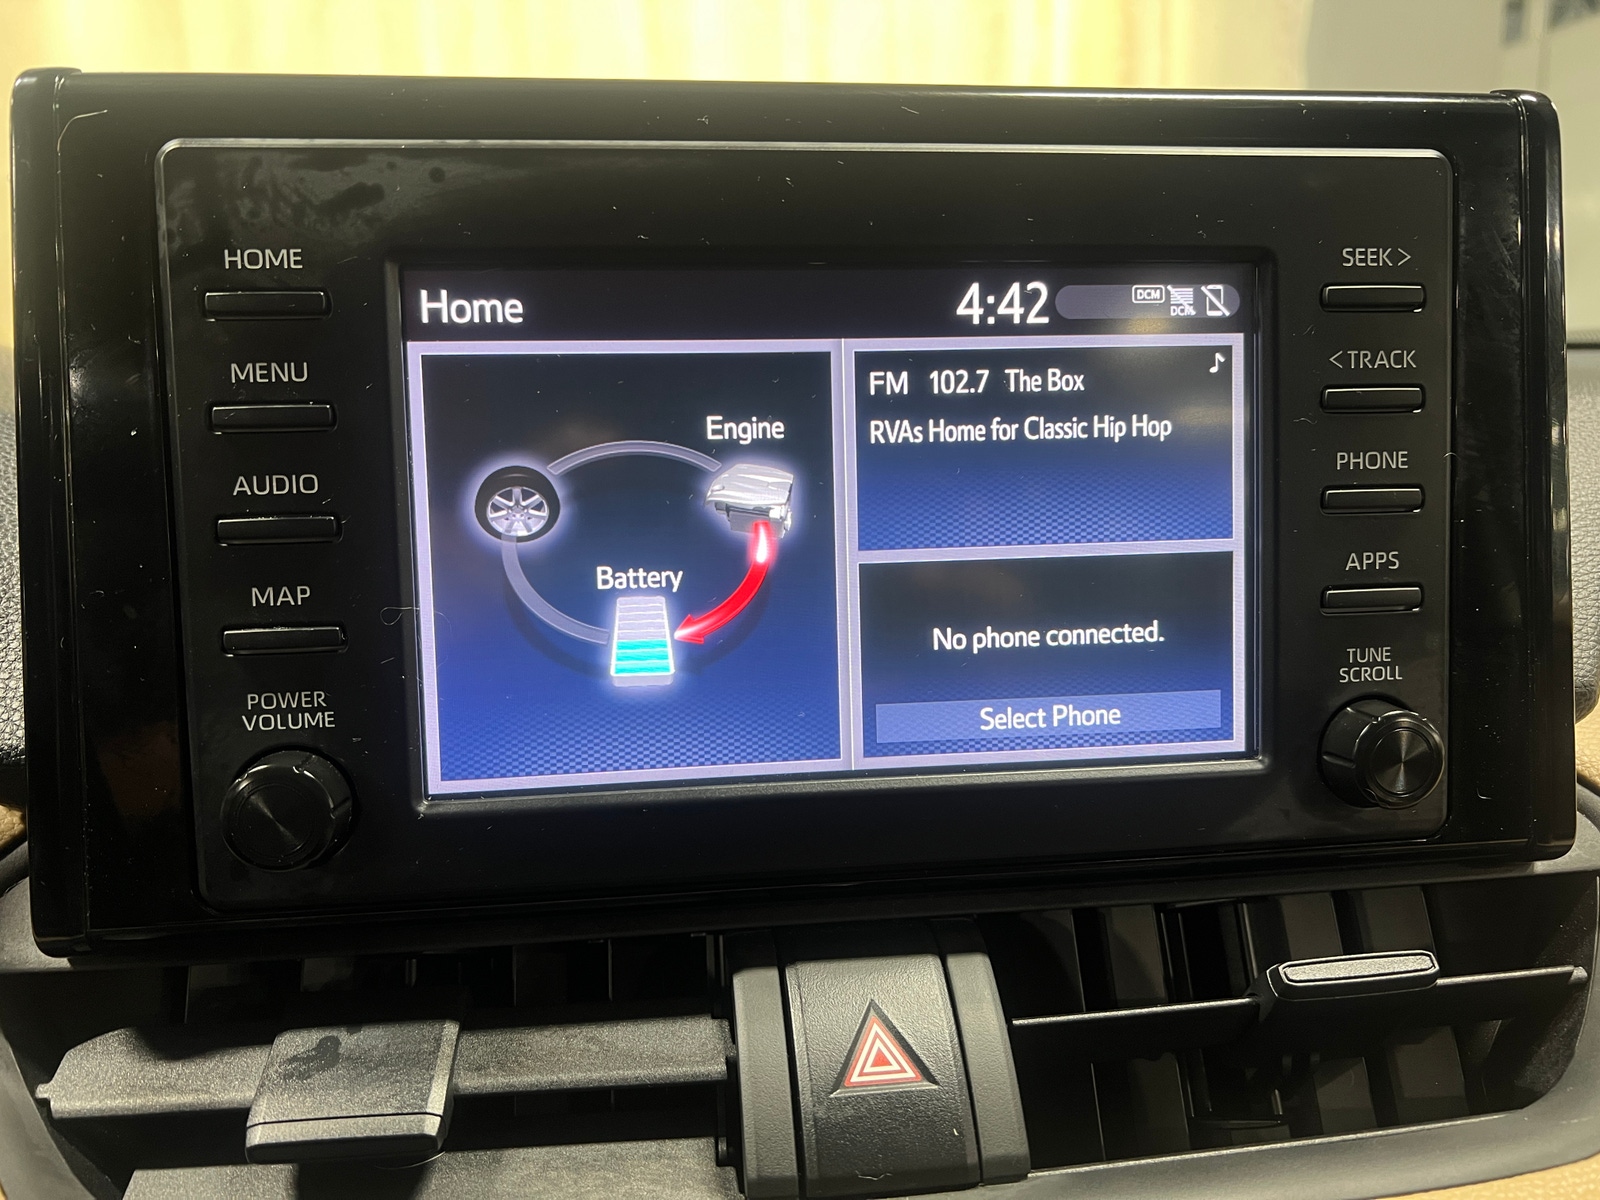 HOME
MENU
AUDIO
MAP
POWER
VOLUME
Home
4:42
DCM
DCM
Engine
Battery
FM 102.7 The Box
RVAs Home for Classic Hip Hop
No phone connected.
Select Phone
SEEK >
< TRACK
PHONE
APPS
TUNE
SCROLL